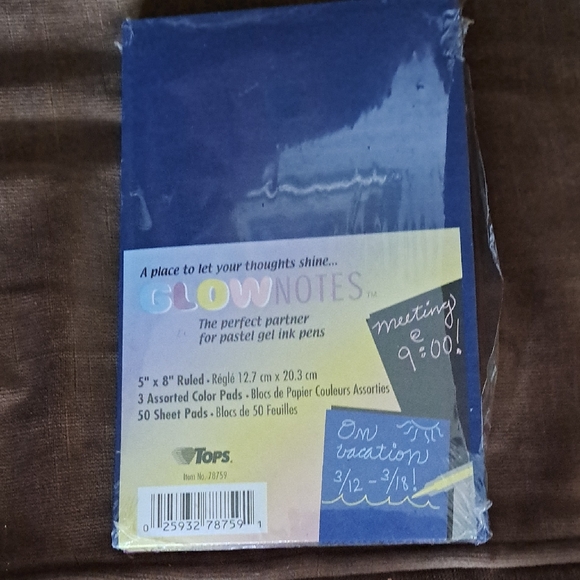 A place to let your thoughts shine...
GLOWNOTES™
The perfect partner
for pastel gel ink pens
meeting
@
9:00!
5" x 8" Ruled • Réglé 12.7 cm x 20.3 cm
3 Assorted Color Pads • Blocs de Papier Couleurs Assorties
50 Sheet Pads • Blocs de 50 Feuilles
On
vacation
3/12 - 3/18!
TOPS.
Item No. 78759
0 25932 78759 1